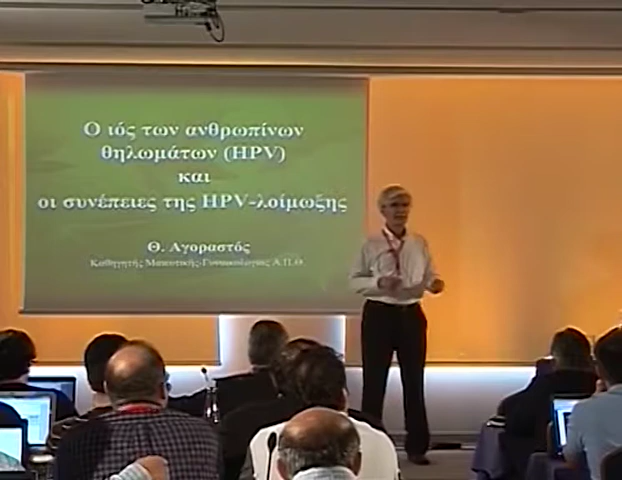 Ο ιός των ανθρωπίνων
θηλωμάτων (HPV)
και
οι συνέπειες της HPV-λοίμωξης
Θ. Αγοραστός
Καθηγητής Μαιευτικής-Γυναικολογίας Α.Π.Θ.